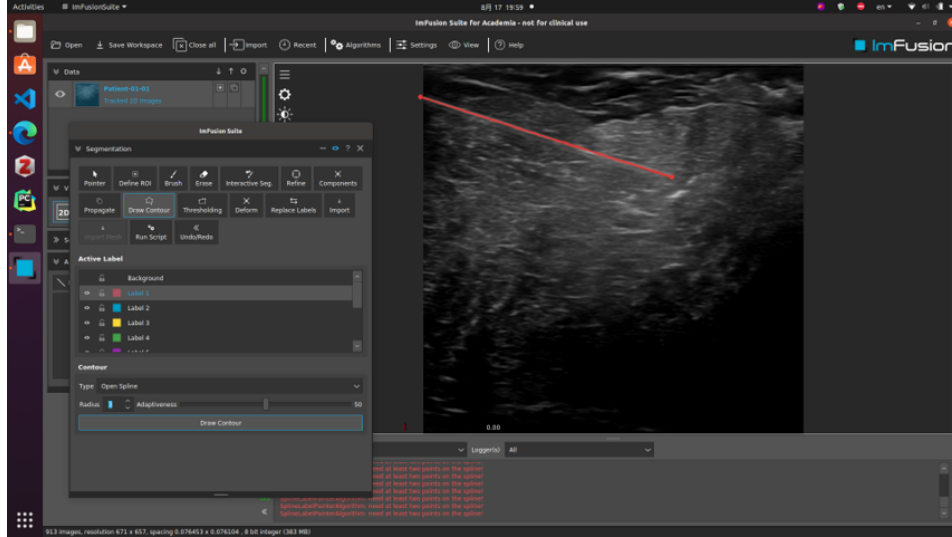 Activities ImFusionSuite 8月 17 19:59 en
ImFusion Suite for Academia - not for clinical use
Open Save Workspace Close all Import Recent Algorithms Settings View Help ImFusion
Data
Patient-01-01
Tracked 2D Images
ImFusion Suite
Segmentation
Pointer Define ROI Brush Erase Interactive Seg. Refine Components
Propagate Draw Contour Thresholding Deform Replace Labels Import
2D
Import Mesh Run Script Undo/Redo
Active Label
Background
Label 1
Label 2
Label 3
Label 4
Contour
Type Open Spline
Radius Adaptiveness 50
Draw Contour
0.00
Logger(s) All
need at least two points on the spline!
need at least two points on the spline!
need at least two points on the spline!
need at least two points on the spline!
SplineLabelPainterAlgorithm: need at least two points on the spline!
SplineLabelPainterAlgorithm: need at least two points on the spline!
SplineLabelPainterAlgorithm: need at least two points on the spline!
913 images, resolution 671 x 657, spacing 0.076453 x 0.076104 , 8 bit integer (383 MB)